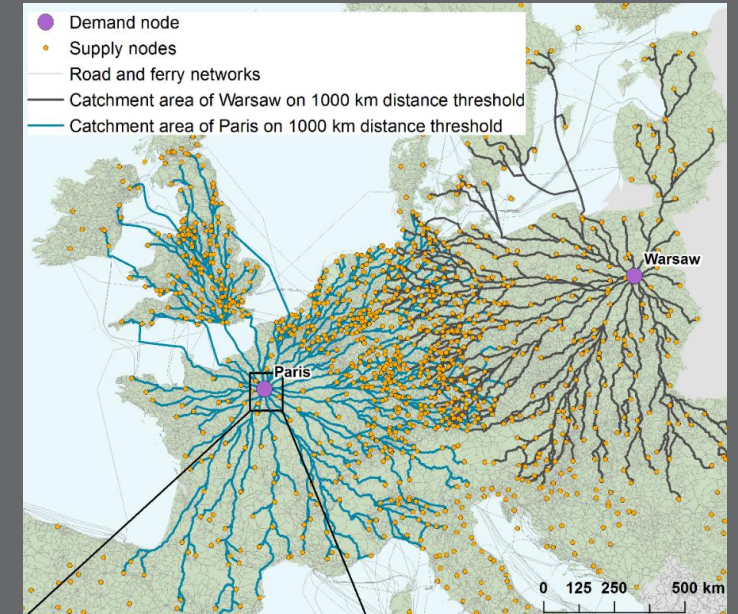 Demand node
Supply nodes
Road and ferry networks
Catchment area of Warsaw on 1000 km distance threshold
Catchment area of Paris on 1000 km distance threshold
Warsaw
Paris
0 125 250 500 km